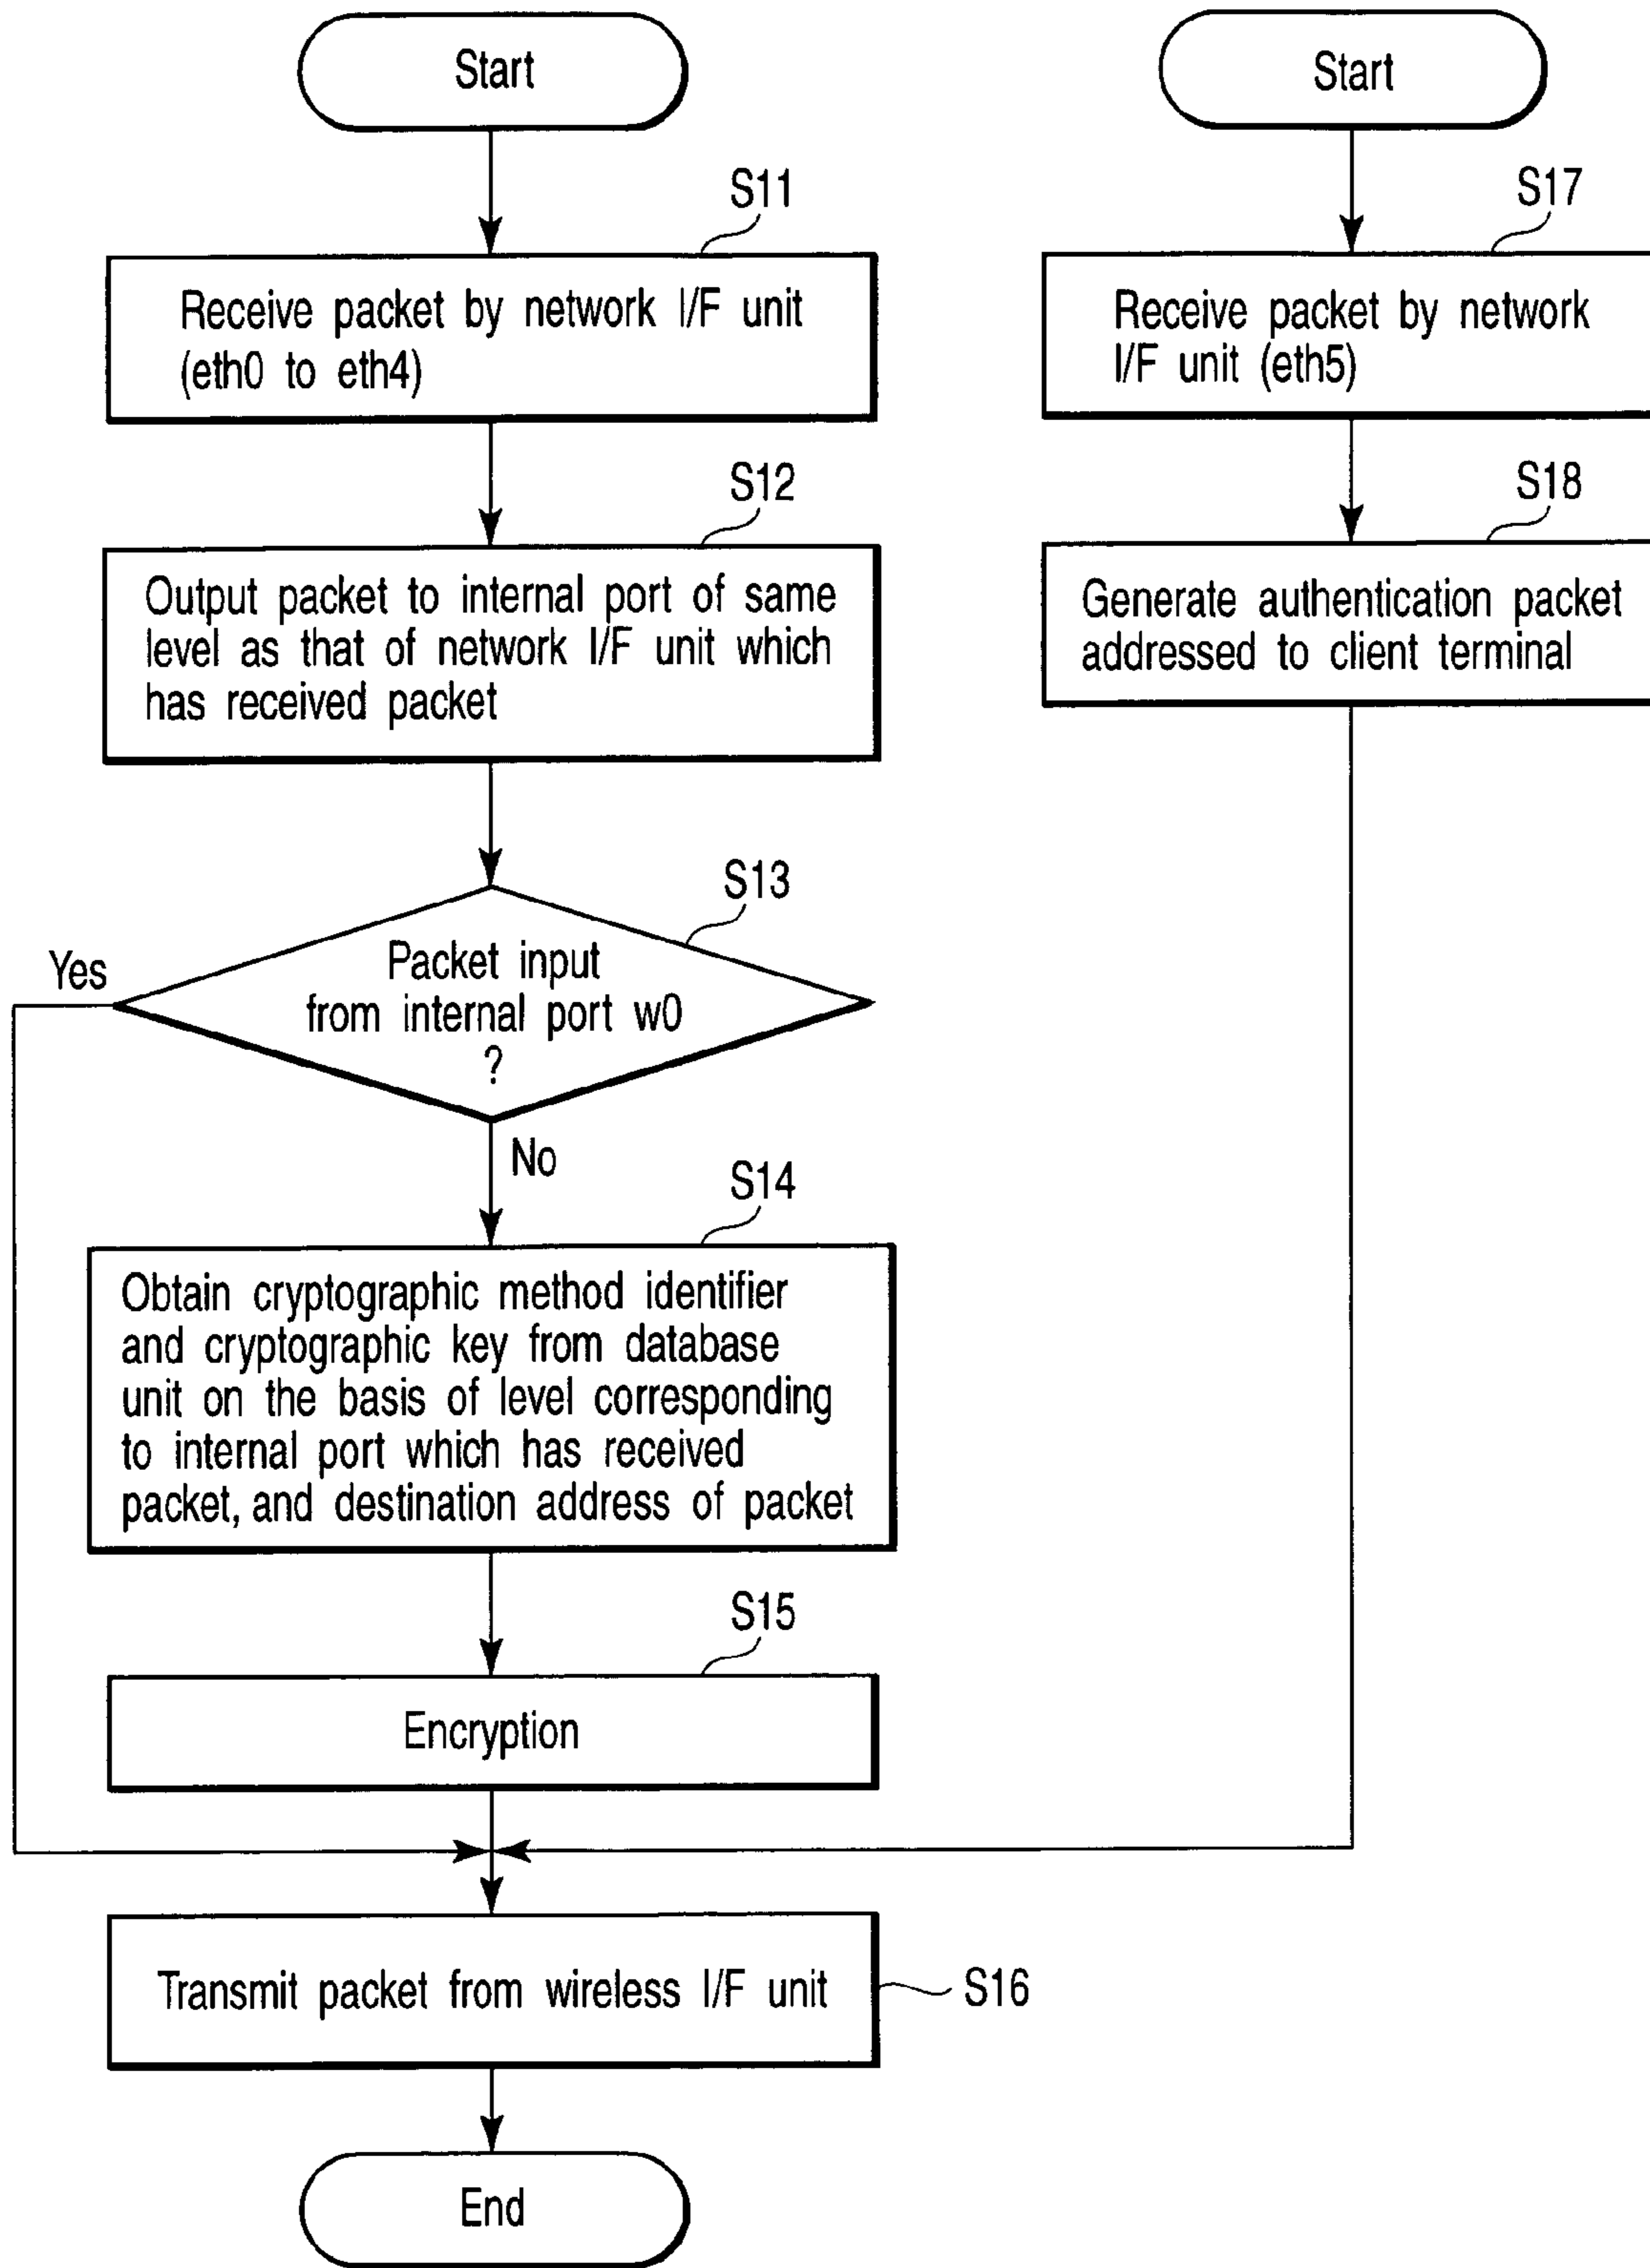 Start
S11
Receive packet by network I/F unit
(eth0 to eth4)
S12
Output packet to internal port of same
level as that of network I/F unit which
has received packet
S13
Packet input
from internal port w0
?
Yes
No
S14
Obtain cryptographic method identifier
and cryptographic key from database
unit on the basis of level corresponding
to internal port which has received
packet, and destination address of packet
S15
Encryption
Transmit packet from wireless I/F unit
S16
End
Start
S17
Receive packet by network
I/F unit (eth5)
S18
Generate authentication packet
addressed to client terminal